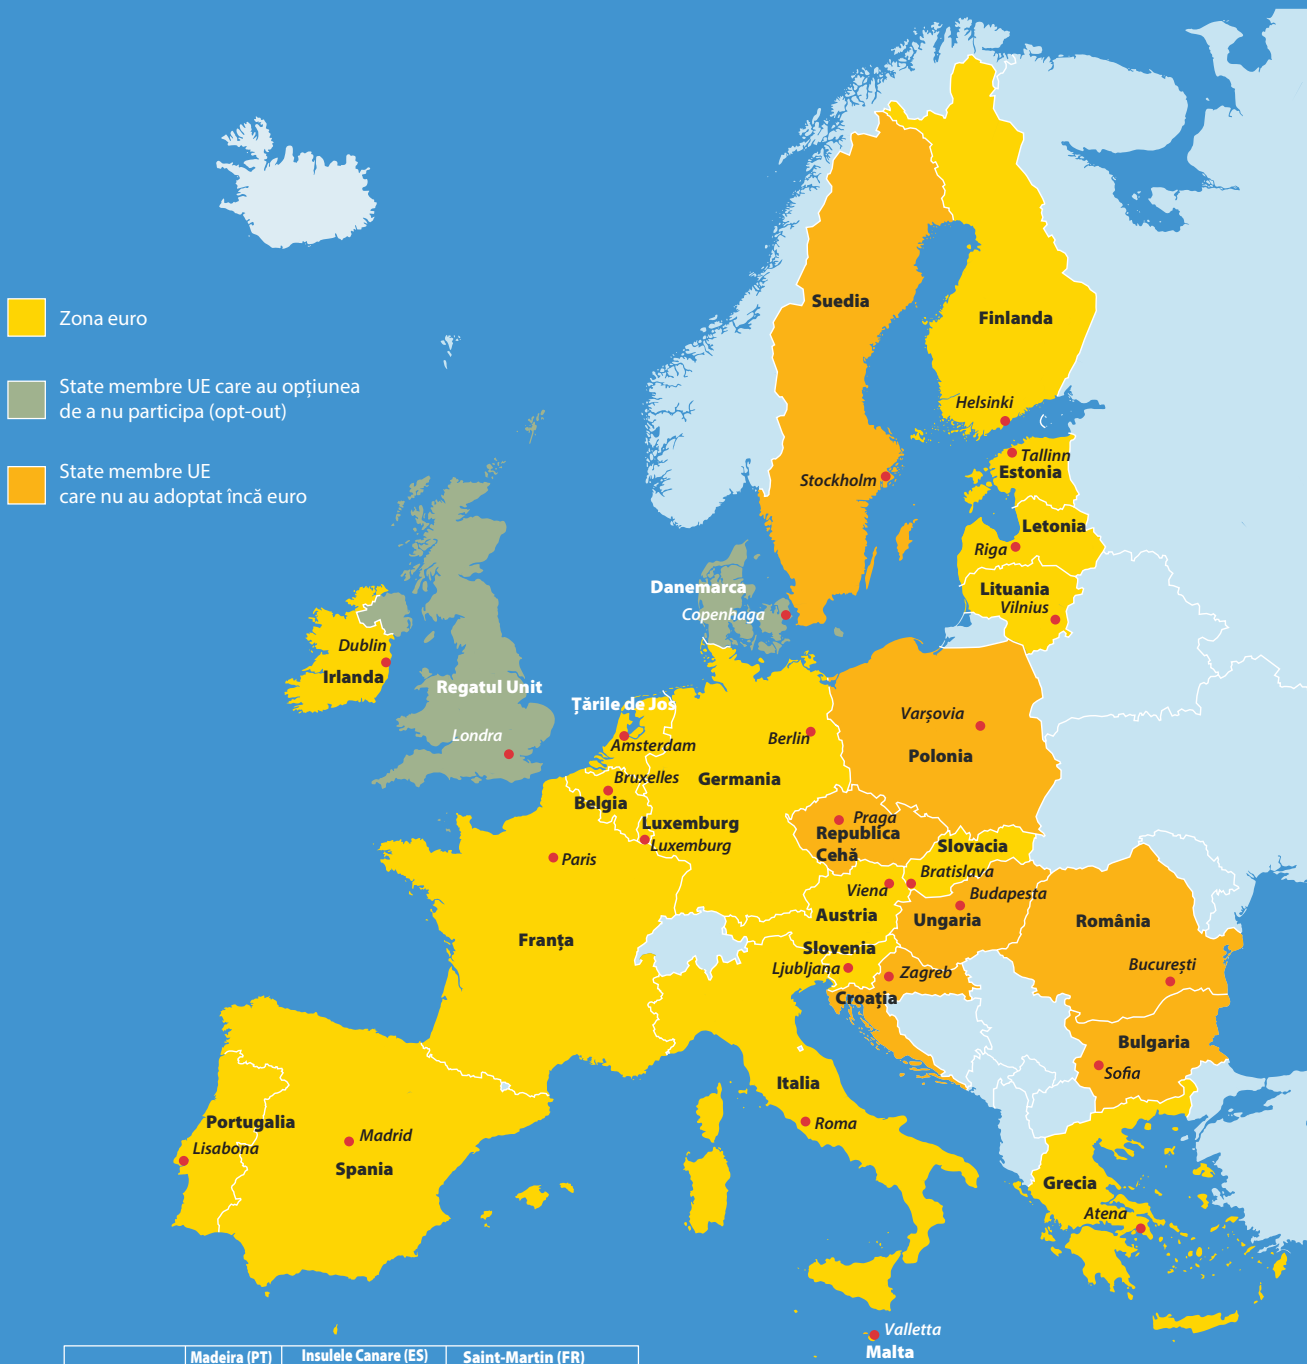 Zona euro
State membre UE care au opțiunea
de a nu participa (opt-out)
State membre UE
care nu au adoptat încă euro
Suedia
Finlanda
Helsinki
Tallinn
Estonia
Stockholm
Letonia
Riga
Lituania
Vilnius
Danemarca
Copenhaga
Dublin
Irlanda
Regatul Unit
Londra
Țările de Jos
Amsterdam
Berlin
Germania
Varșovia
Polonia
Bruxelles
Belgia
Luxemburg
Luxemburg
Praga
Republica
Cehă
Slovacia
Bratislava
Paris
Viena
Austria
Budapesta
Ungaria
România
București
Franța
Slovenia
Ljubljana
Zagreb
Croația
Bulgaria
Sofia
Italia
Roma
Portugalia
Lisabona
Madrid
Spania
Grecia
Atena
Valletta
Malta
Madeira (PT)
Insulele Canare (ES)
Saint-Martin (FR)